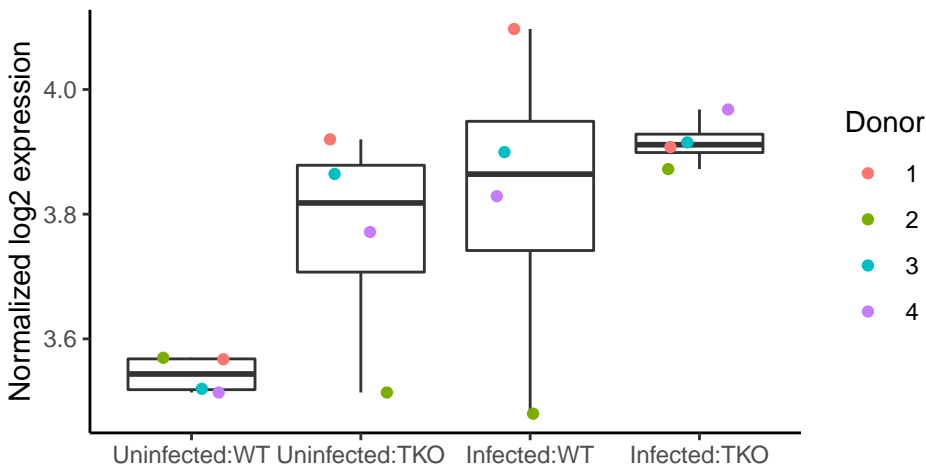 Normalized log2 expression
4.0
3.8
3.6
Uninfected:WT Uninfected:TKO Infected:WT Infected:TKO
Donor
1
2
3
4